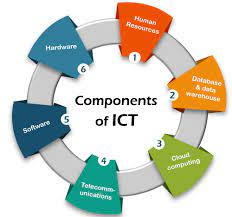 Components
of ICT
Human
Resources
1
Database &
data
warehouse
2
Cloud
computing
3
Telecomm-
unications
4
Software
5
Hardware
6